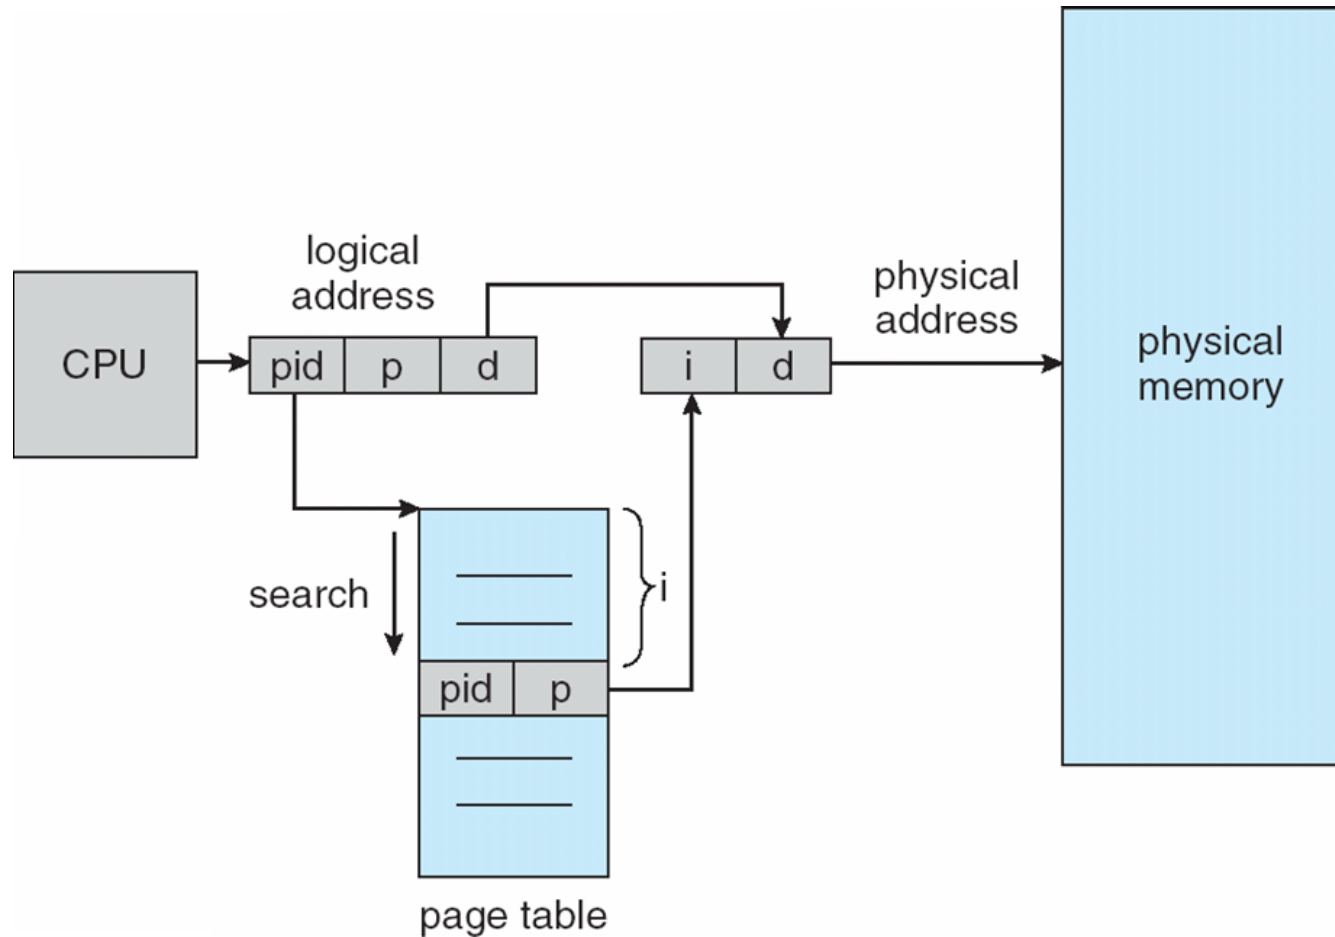 logical
address
physical
address
CPU
pid p d
i d
physical
memory
search
i
pid p
page table